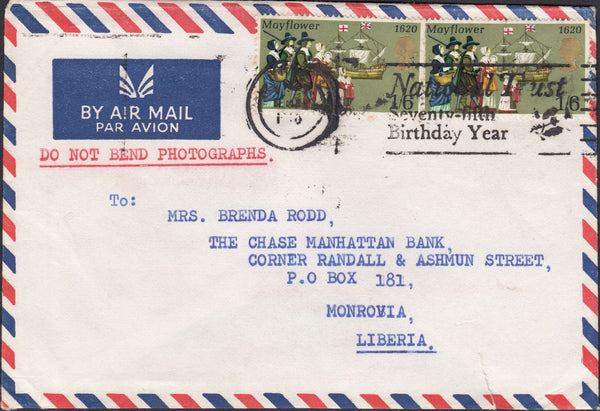 Mayflower 1620
Mayflower 1620
1/6
1/6
National Trust
Seventy-fifth
Birthday Year
BY AIR MAIL
PAR AVION
DO NOT BEND PHOTOGRAPHS.
To:
MRS. BRENDA RODD,
THE CHASE MANHATTAN BANK,
CORNER RANDALL & ASHMUN STREET,
P.O BOX 181,
MONROVIA,
LIBERIA.